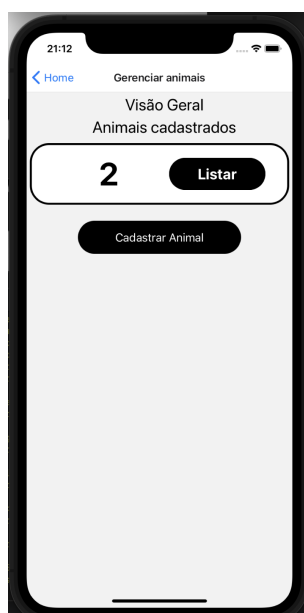 21:12
Home
Gerenciar animais
Visão Geral
Animais cadastrados
2
Listar
Cadastrar Animal